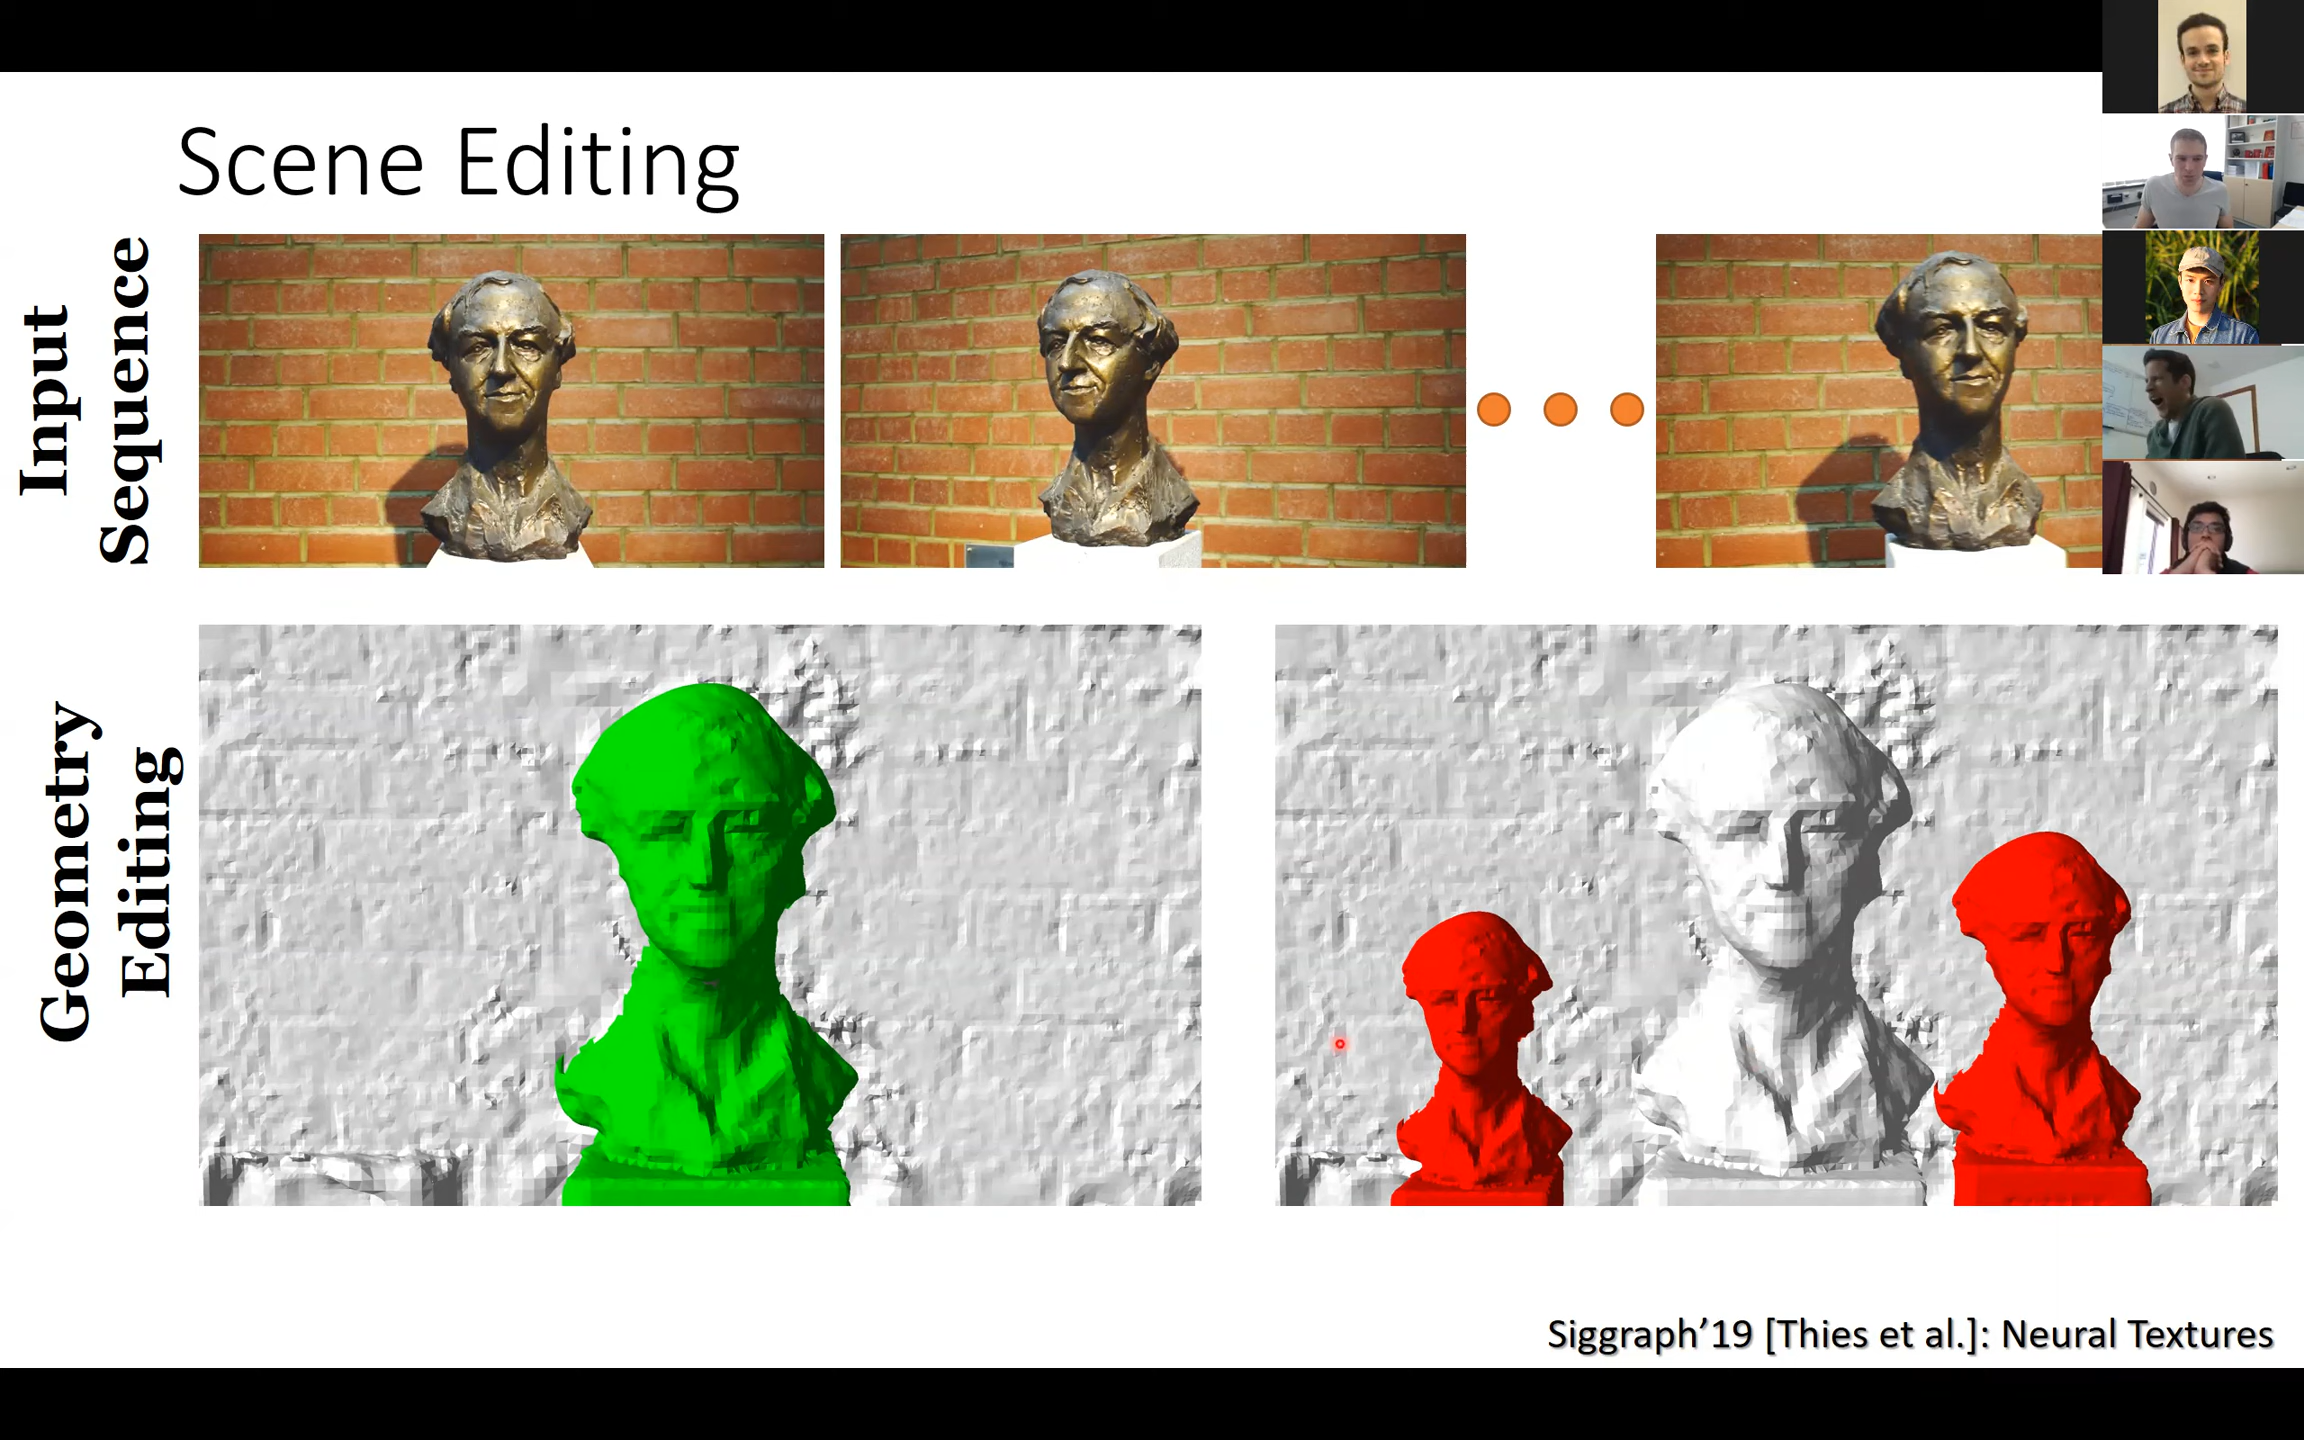 Scene Editing
Input
Sequence
Geometry
Editing
Siggraph’19 [Thies et al.]: Neural Textures